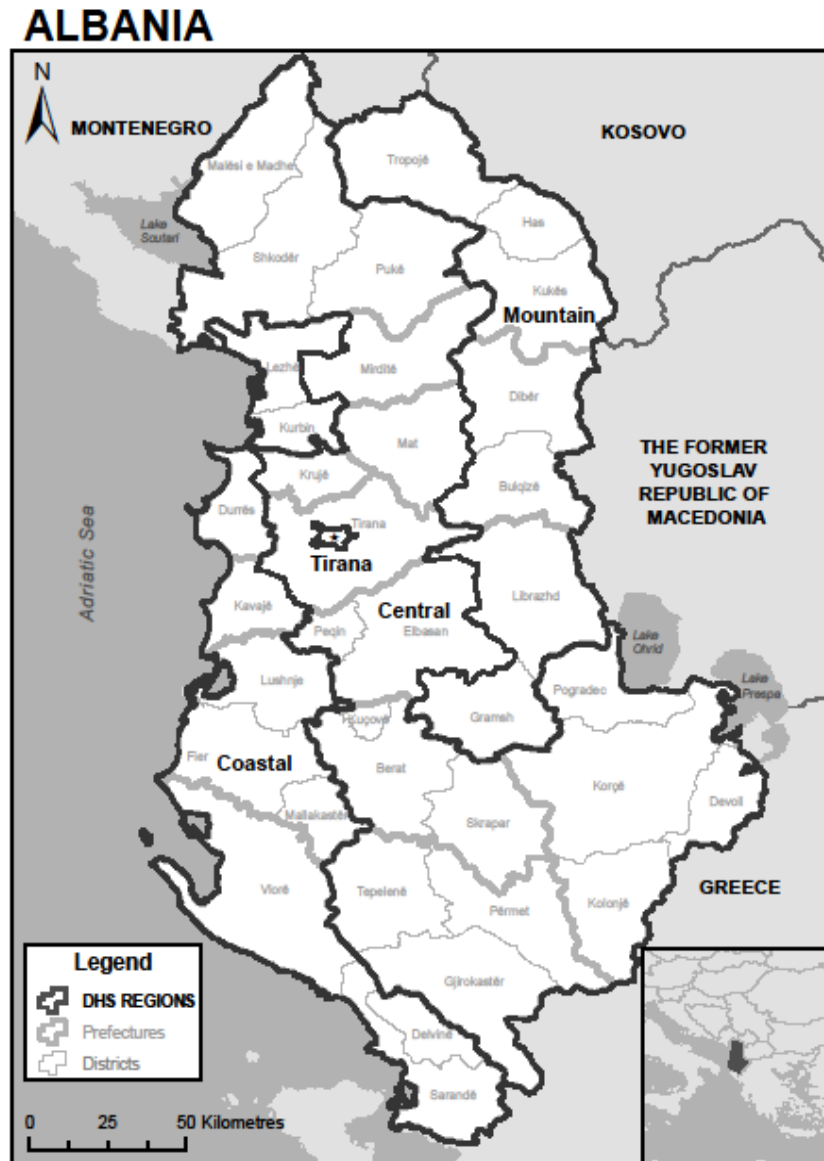 ALBANIA
N
MONTENEGRO
KOSOVO
Tropojë
Malësi e Madhe
Has
Lake
Scutari
Shkodër
Pukë
Kukës
Mountain
Lezhë
Mirditë
Dibër
Kurbin
Mat
THE FORMER
YUGOSLAV
REPUBLIC OF
MACEDONIA
Krujë
Bulqizë
Durrës
Tirana
Tirana
Adriatic Sea
Librazhd
Kavajë
Central
Peqin
Elbasan
Lake
Ohrid
Lushnje
Lake
Prespa
Pogradec
Kuçovë
Gramsh
Fier
Coastal
Berat
Korçë
Devoll
Mallakastër
Skrapar
Vlorë
Tepelenë
Përmet
Kolonjë
GREECE
Gjirokastër
Legend
DHS REGIONS
Prefectures
Districts
Delvinë
Sarandë
0 25 50 Kilometres